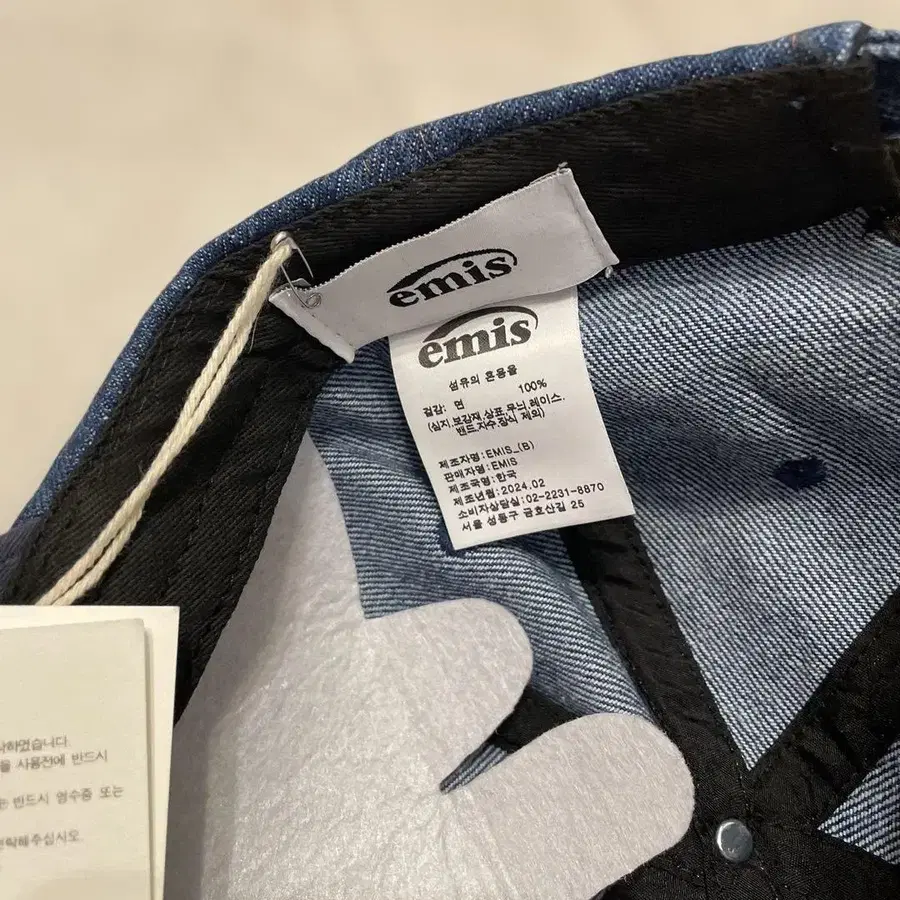 emis
emis
섬유의 혼용율
겉감: 면 100%
(심지,보강재,상표,무늬,레이스,
밴드,자수,장식 제외)
제조자명:EMIS_(B)
판매자명:EMIS
제조국명:한국
제조년월:2024.02
소비자상담실:02-2231-8870
서울 성동구 금호산길 25
하였습니다.
사용전에 반드시
반드시 영수증 또는
연락해주십시오